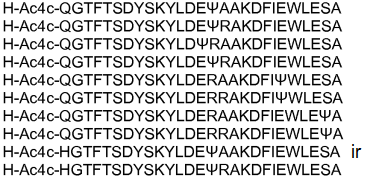 H-Ac4c-QGTFTSDYSKYLDEΨAAKDFIEWLESA
H-Ac4c-QGTFTSDYSKYLDEΨRAKDFIEWLESA
H-Ac4c-QGTFTSDYSKYLDΨRAAKDFIEWLESA
H-Ac4c-QGTFTSDYSKYLDEΨRAKDFIEWLESA
H-Ac4c-QGTFTSDYSKYLDERAAKDFIΨWLESA
H-Ac4c-QGTFTSDYSKYLDERRAKDFIΨWLESA
H-Ac4c-QGTFTSDYSKYLDERAAKDFIEWLEΨA
H-Ac4c-QGTFTSDYSKYLDERRAKDFIEWLEΨA
H-Ac4c-HGTFTSDYSKYLDEΨAAKDFIEWLESA ir
H-Ac4c-HGTFTSDYSKYLDEΨRAKDFIEWLESA